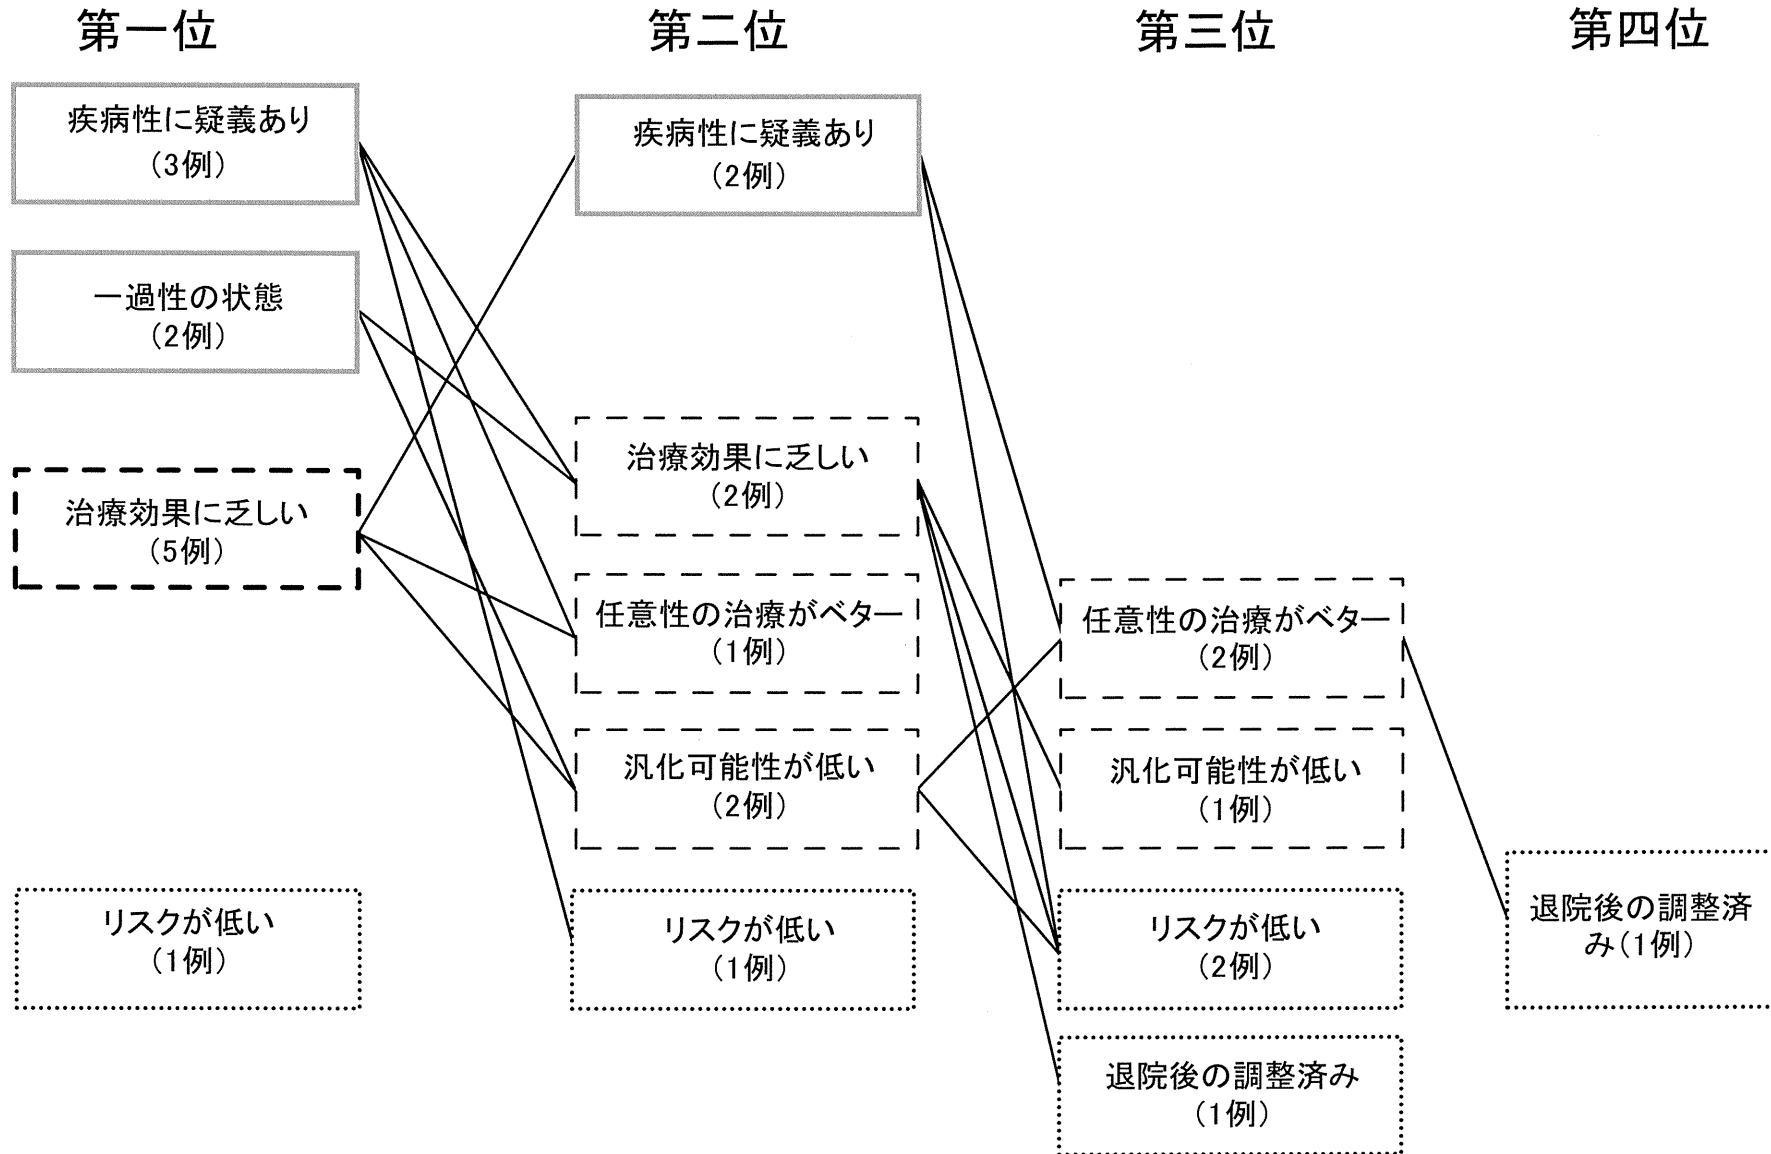 第一位
第二位
第三位
第四位
疾病性に疑義あり
（3例）
一過性の状態
（2例）
治療効果に乏しい
（5例）
リスクが低い
（1例）
疾病性に疑義あり
（2例）
治療効果に乏しい
（2例）
任意性の治療がベター
（1例）
汎化可能性が低い
（2例）
リスクが低い
（1例）
任意性の治療がベター
（2例）
汎化可能性が低い
（1例）
リスクが低い
（2例）
退院後の調整済み
（1例）
退院後の調整済
み（1例）